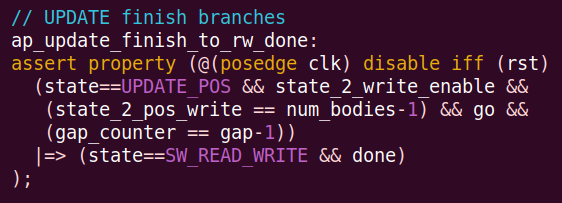 // UPDATE finish branches
ap_update_finish_to_rw_done:
assert property (@(posedge clk) disable iff (rst)
  (state==UPDATE_POS && state_2_write_enable &&
   (state_2_pos_write == num_bodies-1) && go &&
   (gap_counter == gap-1))
  |=> (state==SW_READ_WRITE && done)
);